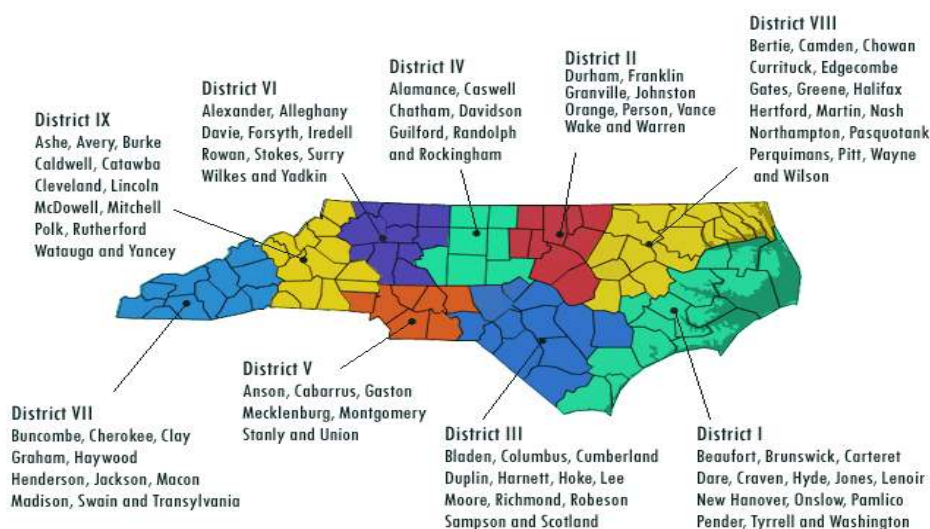 District VIII
Bertie, Camden, Chowan
Currituck, Edgecombe
Gates, Greene, Halifax
Hertford, Martin, Nash
Northampton, Pasquotank
Perquimans, Pitt, Wayne
and Wilson
District II
Durham, Franklin
Granville, Johnston
Orange, Person, Vance
Wake and Warren
District IV
Alamance, Caswell
Chatham, Davidson
Guilford, Randolph
and Rockingham
District VI
Alexander, Alleghany
Davie, Forsyth, Iredell
Rowan, Stokes, Surry
Wilkes and Yadkin
District IX
Ashe, Avery, Burke
Caldwell, Catawba
Cleveland, Lincoln
McDowell, Mitchell
Polk, Rutherford
Watauga and Yancey
District VII
Buncombe, Cherokee, Clay
Graham, Haywood
Henderson, Jackson, Macon
Madison, Swain and Transylvania
District V
Anson, Cabarrus, Gaston
Mecklenburg, Montgomery
Stanly and Union
District III
Bladen, Columbus, Cumberland
Duplin, Harnett, Hoke, Lee
Moore, Richmond, Robeson
Sampson and Scotland
District I
Beaufort, Brunswick, Carteret
Dare, Craven, Hyde, Jones, Lenoir
New Hanover, Onslow, Pamlico
Pender, Tyrrell and Washington